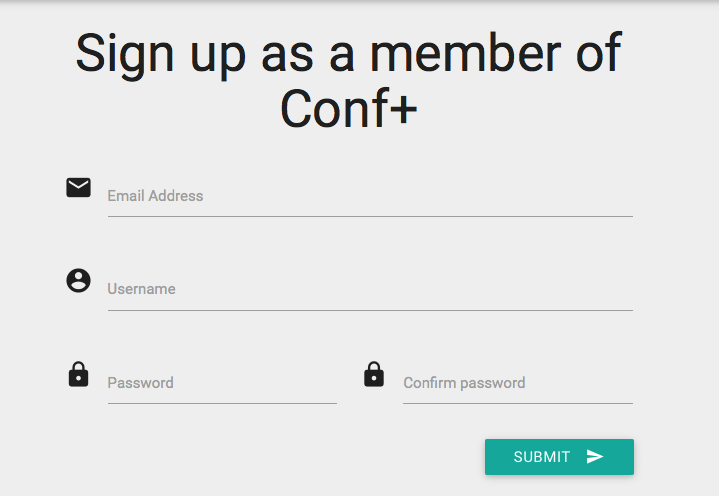 Sign up as a member of
Conf+
Email Address
Username
Password Confirm password
SUBMIT